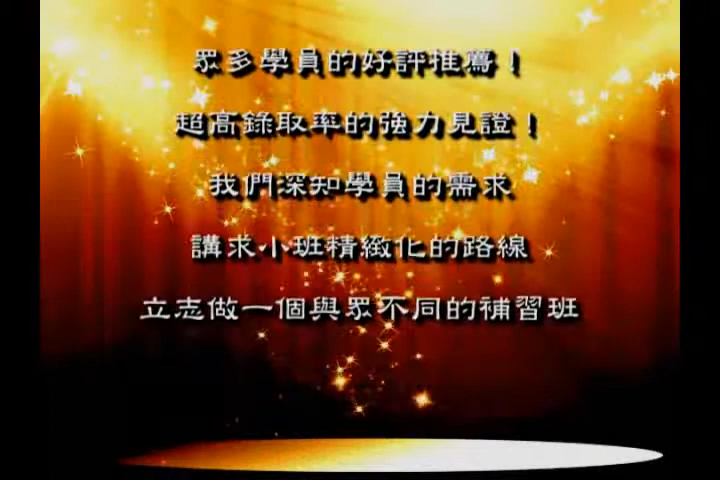 眾多學員的好評推薦！
超高錄取率的強力見證！
我們深知學員的需求
講求小班精緻化的路線
立志做一個與眾不同的補習班